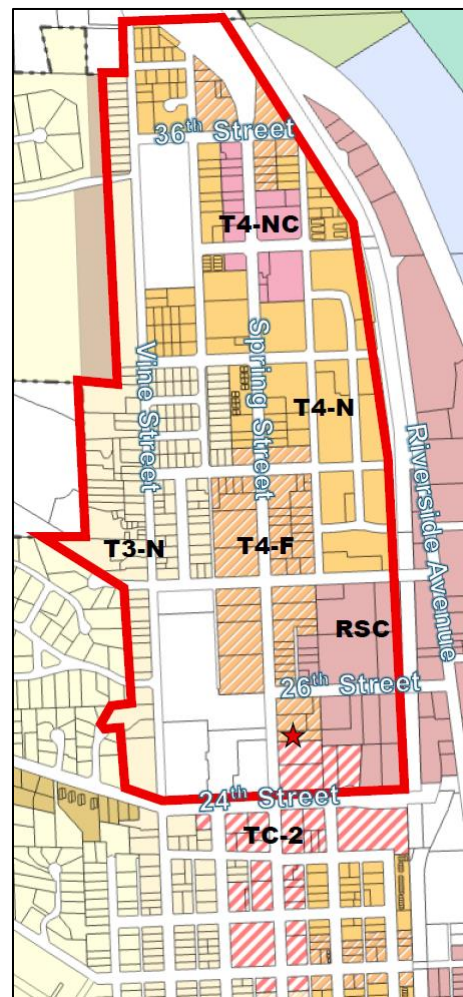 36th Street
T4-NC
Vine Street
Spring Street
T4-N
Riverside Avenue
T3-N
T4-F
RSC
26th Street
24th Street
TC-2